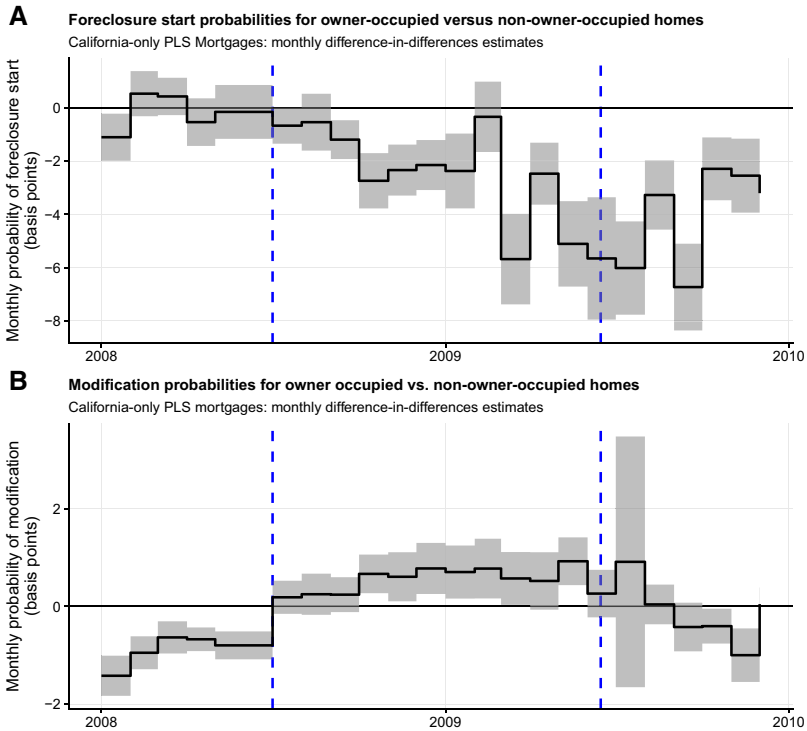 A
Foreclosure start probabilities for owner-occupied versus non-owner-occupied homes
California-only PLS Mortgages: monthly difference-in-differences estimates
Monthly probability of foreclosure start
(basis points)
0
−2
−4
−6
−8
2008
2009
2010
B
Modification probabilities for owner occupied vs. non-owner-occupied homes
California-only PLS mortgages: monthly difference-in-differences estimates
Monthly probability of modification
(basis points)
2
0
−2
2008
2009
2010